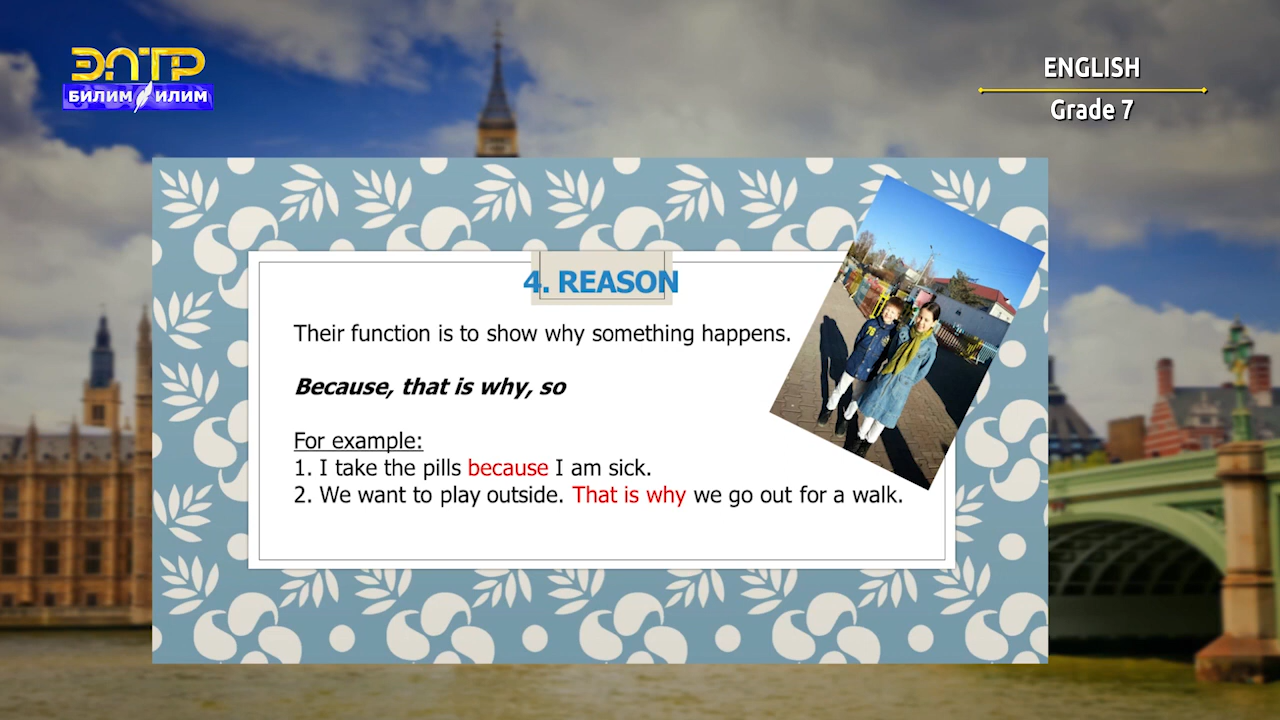 ЭЛТР
БИЛИМ ИЛИМ
ENGLISH
Grade 7
4. REASON
Their function is to show why something happens.
Because, that is why, so
For example:
1. I take the pills because I am sick.
2. We want to play outside. That is why we go out for a walk.